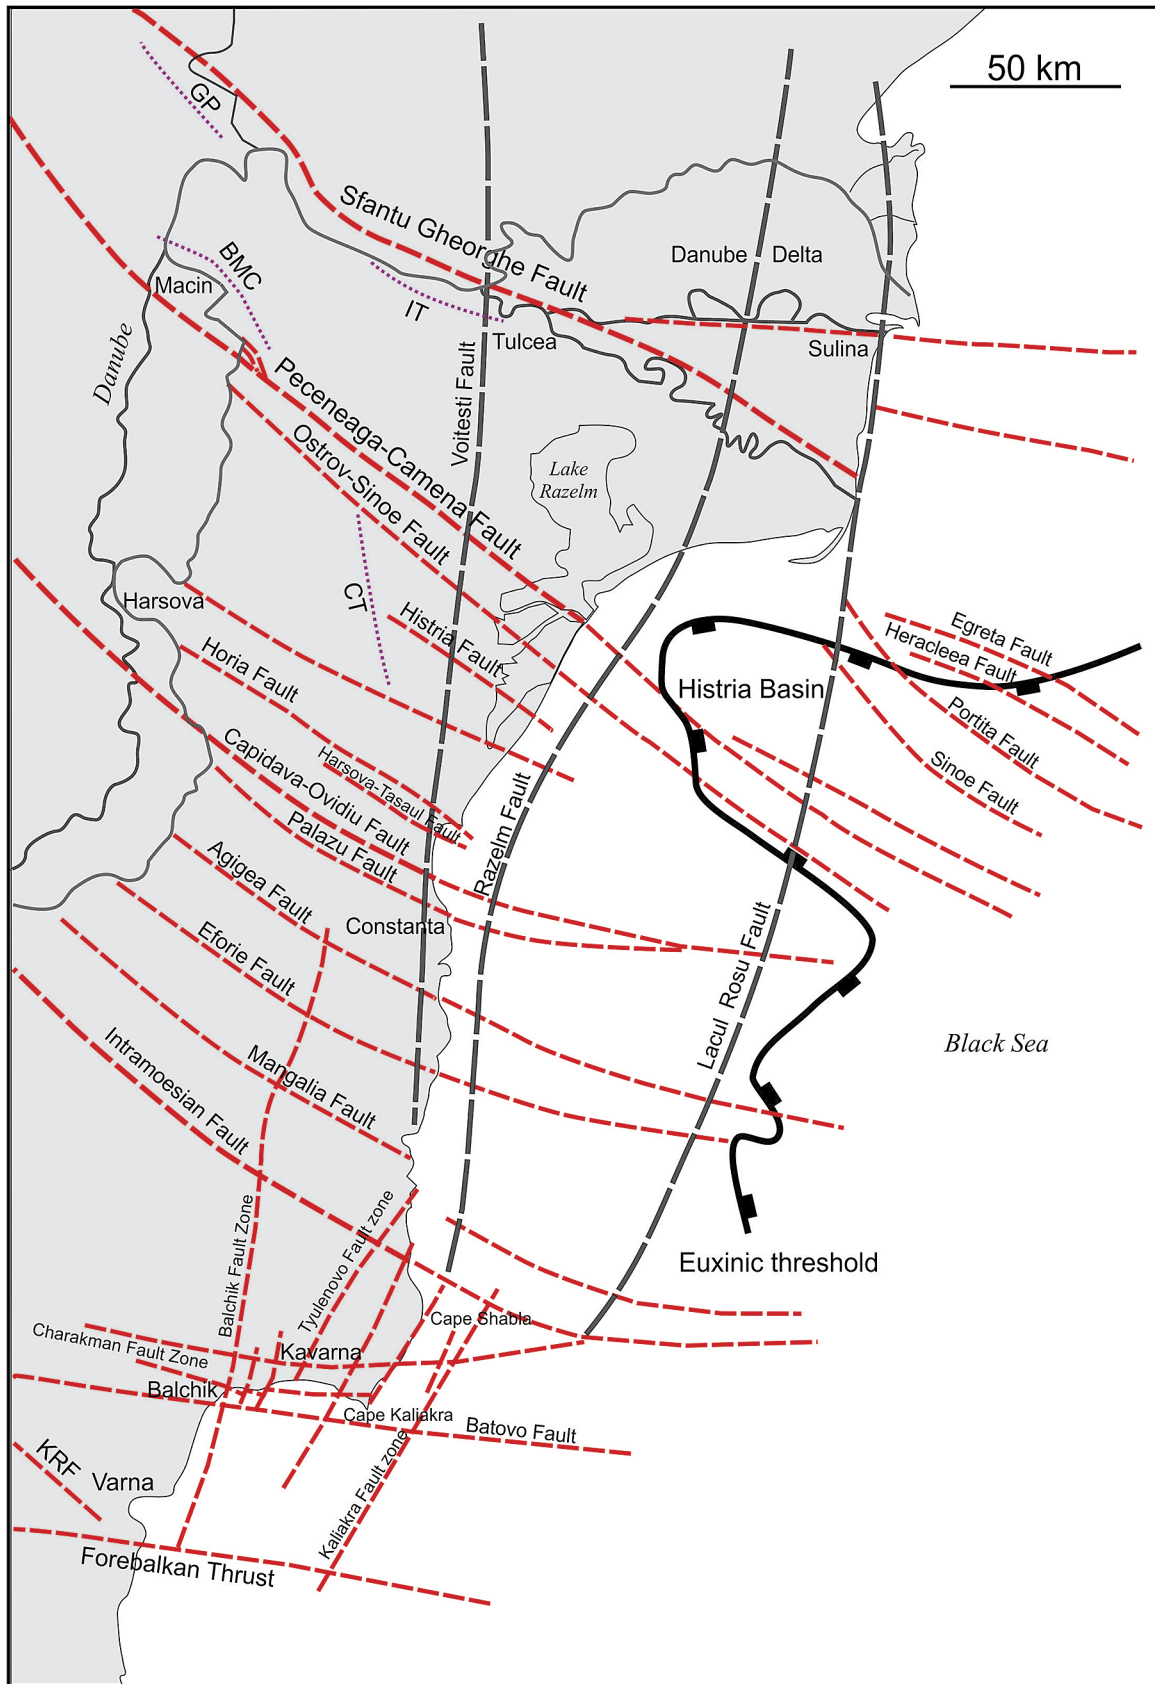 50 km
GP
Sfantu Gheorghe Fault
BMC
Macin
IT
Danube Delta
Danube
Tulcea
Sulina
Voitesti Fault
Peceneaga-Camena Fault
Ostrov-Sinoe Fault
Lake
Razelm
CT
Harsova
Histria Fault
Horia Fault
Egreta Fault
Heracleea Fault
Histria Basin
Portita Fault
Sinoe Fault
Capidava-Ovidiu Fault
Harsova-Tasaul Fault
Palazu Fault
Razelm Fault
Agigea Fault
Constanta
Eforie Fault
Lacul Rosu Fault
Black Sea
Mangalia Fault
Intramoesian Fault
Balchik Fault Zone
Tyulenovo Fault zone
Euxinic threshold
Cape Shabla
Charakman Fault Zone
Kavarna
Balchik
Cape Kaliakra
Batovo Fault
KRF
Varna
Kaliakra Fault zone
Forebalkan Thrust